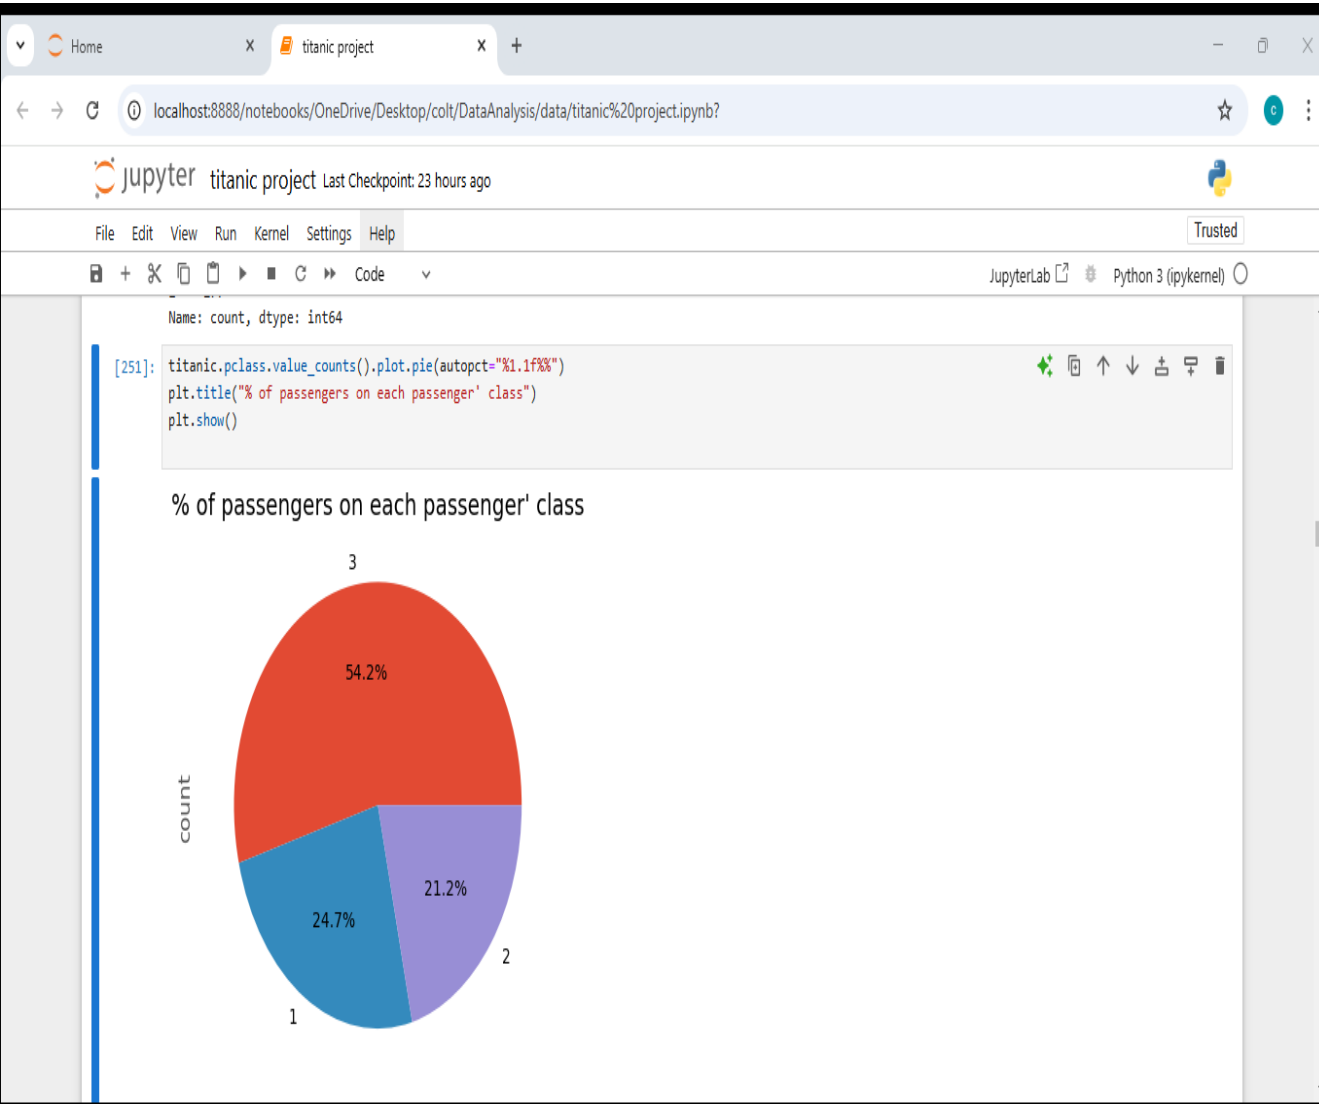 Home
titanic project
localhost:8888/notebooks/OneDrive/Desktop/colt/DataAnalysis/data/titanic%20project.ipynb?
c
jupyter titanic project Last Checkpoint: 23 hours ago
File Edit View Run Kernel Settings Help
Trusted
Code
JupyterLab
Python 3 (ipykernel)
Name: count, dtype: int64
[251]: titanic.pclass.value_counts().plot.pie(autopct="%1.1f%%")
plt.title("% of passengers on each passenger' class")
plt.show()
% of passengers on each passenger' class
3
54.2%
count
21.2%
24.7%
2
1